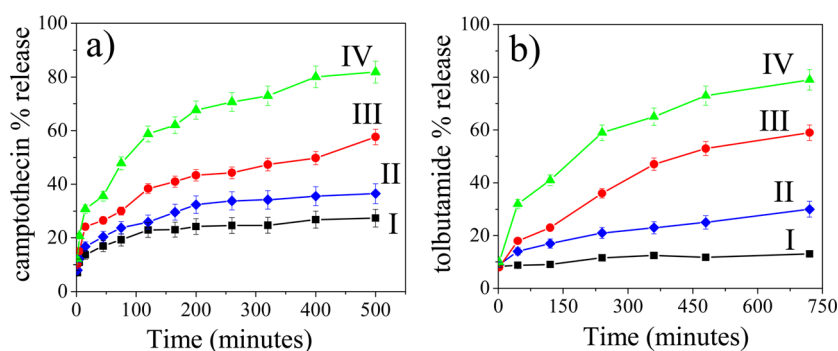 a)
IV
III
II
I
camptothecin % release
100
80
60
40
20
0
0 100 200 300 400 500
Time (minutes)
b)
IV
III
II
I
tolbutamide % release
100
80
60
40
20
0
0 150 300 450 600 750
Time (minutes)